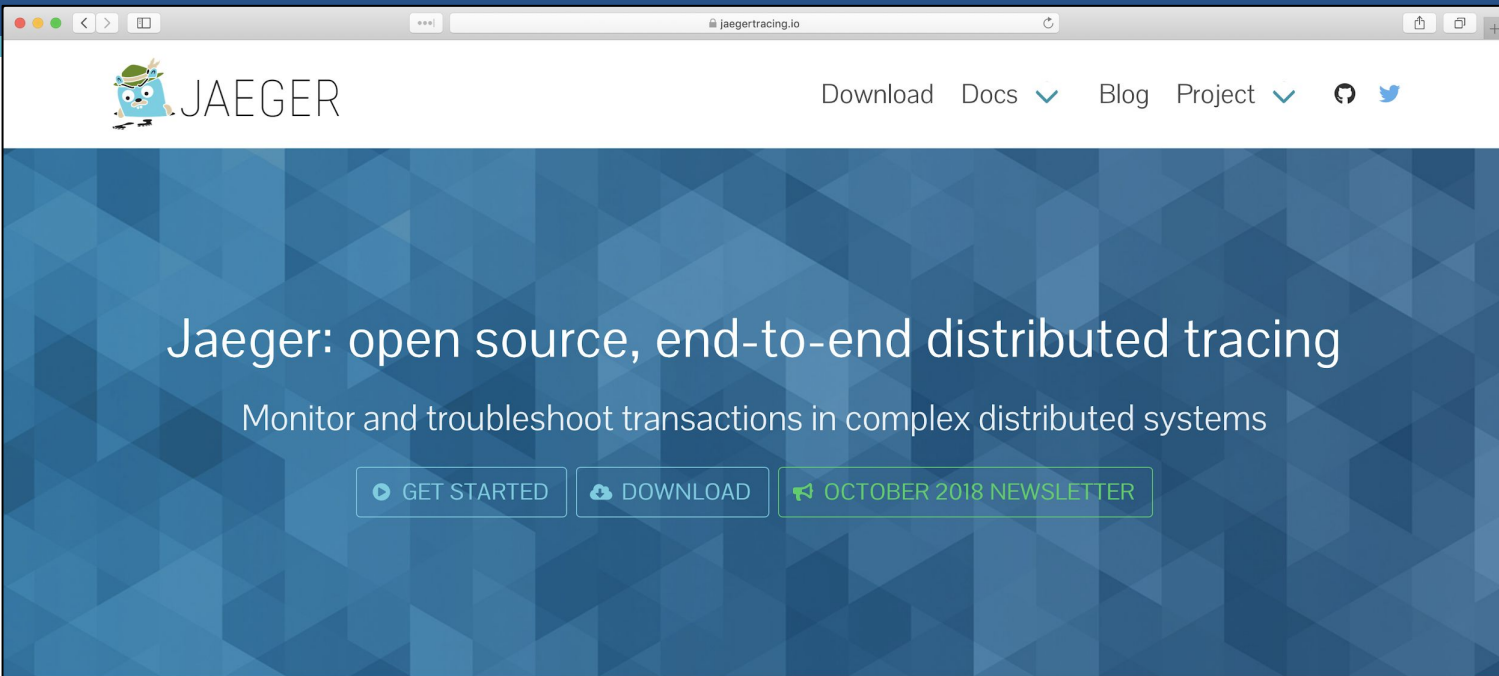 jaegertracing.io
JAEGER
Download Docs Blog Project
Jaeger: open source, end-to-end distributed tracing
Monitor and troubleshoot transactions in complex distributed systems
GET STARTED DOWNLOAD OCTOBER 2018 NEWSLETTER